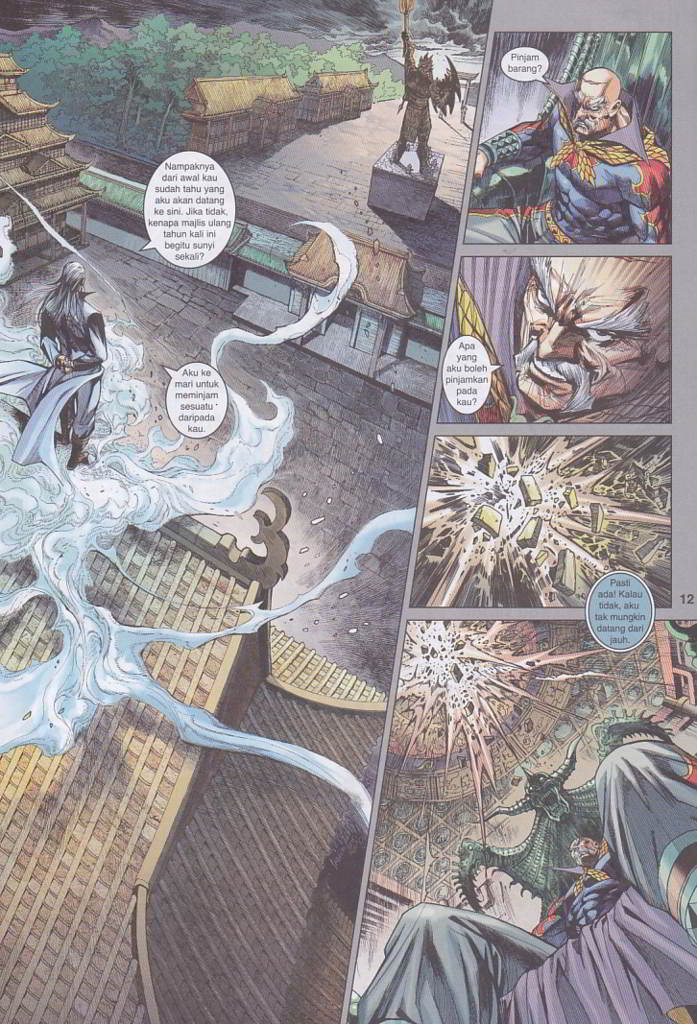 Nampaknya
dari awal kau
sudah tahu yang
aku akan datang
ke sini. Jika tidak,
kenapa majlis ulang
tahun kali ini
begitu sunyi
sekali?
Aku ke
mari untuk
meminjam
sesuatu
daripada
kau.
Pinjam
barang?
Apa
yang
aku boleh
pinjamkan
pada
kau?
Pasti
ada! Kalau
tidak, aku
tak mungkin
datang dari
jauh.
12